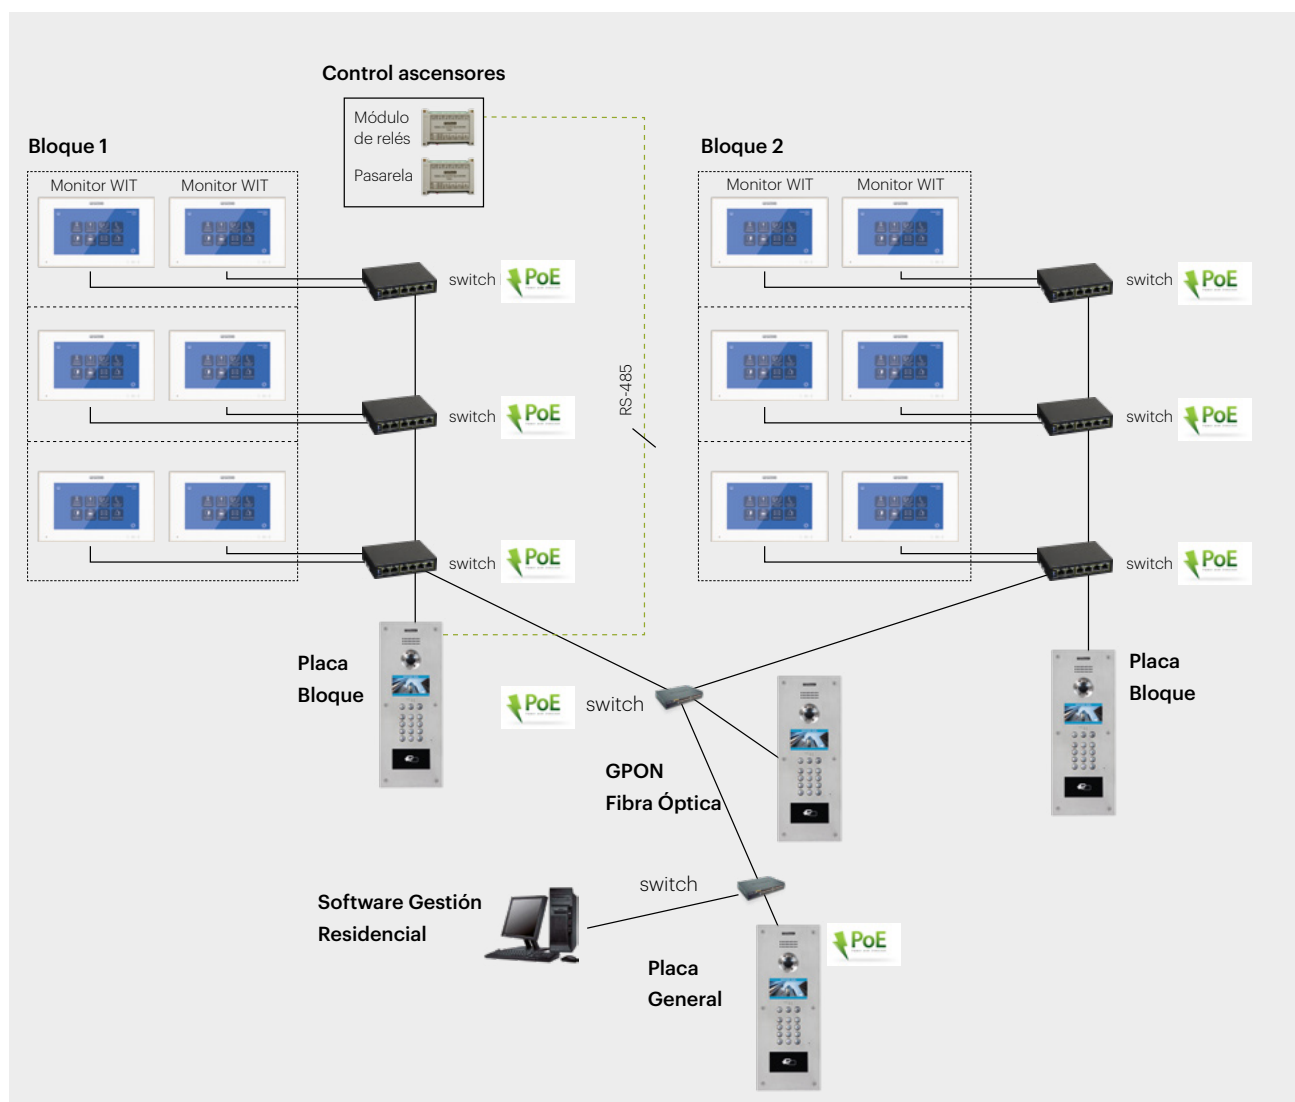 Control ascensores
Módulo
de relés
Pasarela
Bloque 1
Monitor WIT
Monitor WIT
switch
PoE
switch
PoE
switch
PoE
RS-485
Bloque 2
Monitor WIT
Monitor WIT
switch
PoE
switch
PoE
switch
PoE
Placa
Bloque
Placa
Bloque
PoE
switch
GPON
Fibra Óptica
switch
Software Gestión
Residencial
PoE
Placa
General